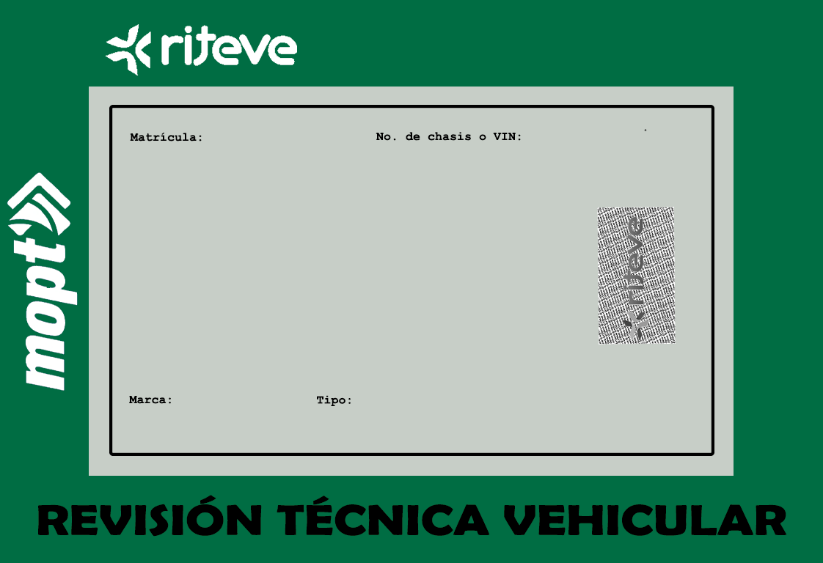 riteve
Matrícula:
No. de chasis o VIN:
mopt
riteve
Marca:
Tipo:
REVISIÓN TÉCNICA VEHICULAR